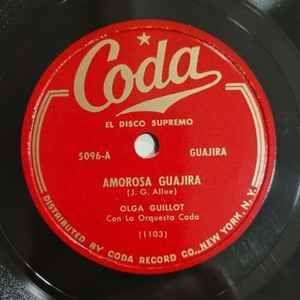 Coda
EL DISCO SUPREMO
5096-A GUAJIRA
AMOROSA GUAJIRA
(J. G. Allue)
OLGA GUILLOT
Con La Orquesta Coda
(1103)
DISTRIBUTED BY CODA RECORD CO., NEW YORK, N.Y.